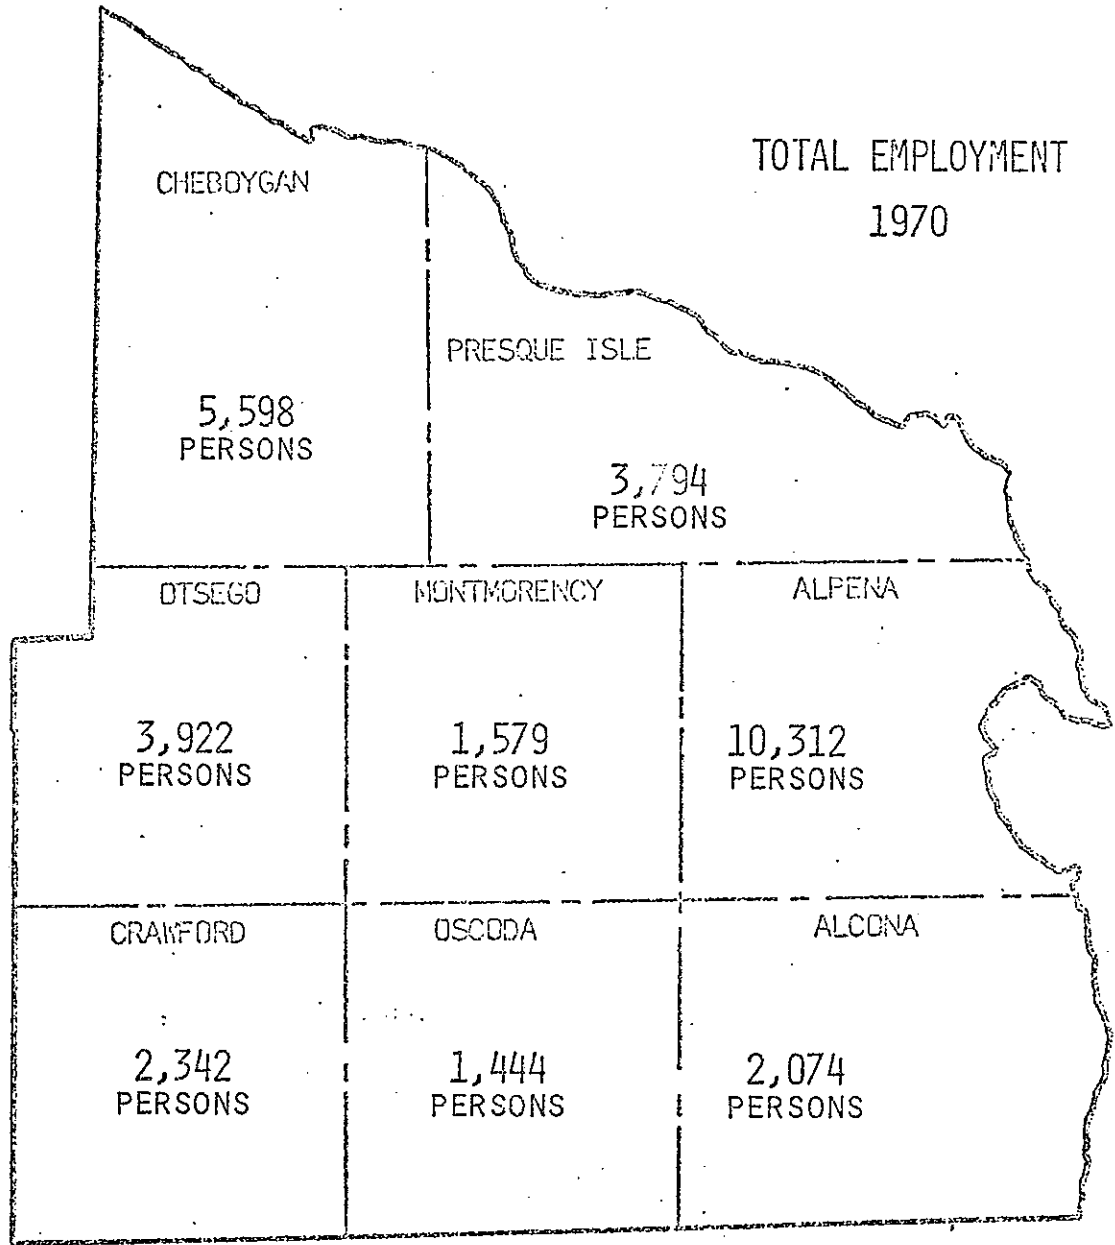 TOTAL EMPLOYMENT
1970
CHEBOYGAN
5,598
PERSONS
PRESQUE ISLE
3,794
PERSONS
OTSEGO
3,922
PERSONS
MONTMORENCY
1,579
PERSONS
ALPENA
10,312
PERSONS
CRAWFORD
2,342
PERSONS
OSCODA
1,444
PERSONS
ALCONA
2,074
PERSONS